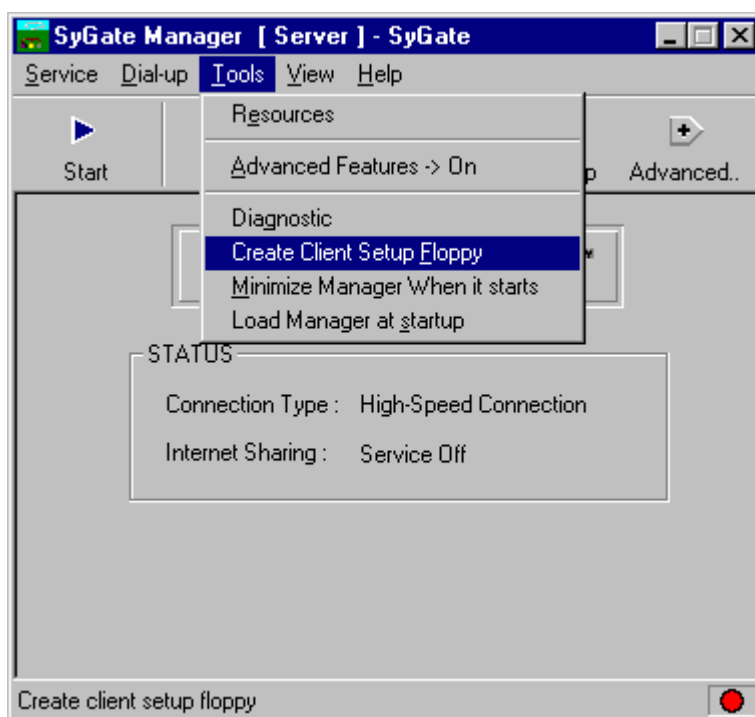 SyGate Manager [ Server ] - SyGate
Service Dial-up Tools View Help
Resources
Start
Advanced Features -> On
Advanced..
Diagnostic
Create Client Setup Floppy
Minimize Manager When it starts
Load Manager at startup
STATUS
Connection Type : High-Speed Connection
Internet Sharing : Service Off
Create client setup floppy